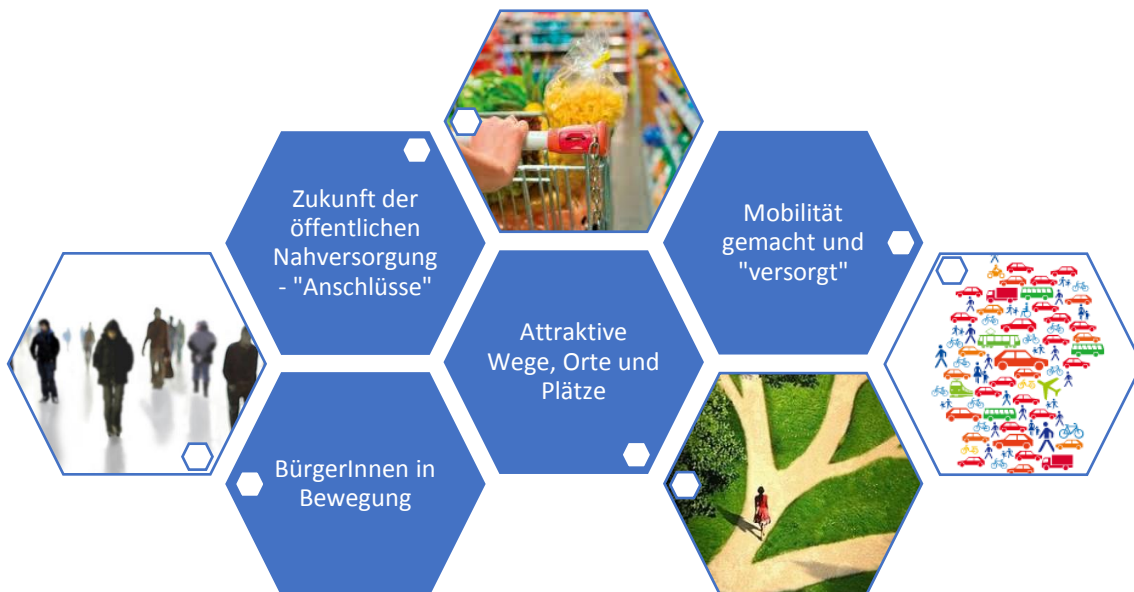 Zukunft der
öffentlichen
Nahversorgung
- "Anschlüsse"
Mobilität
gemacht und
"versorgt"
Attraktive
Wege, Orte und
Plätze
BürgerInnen in
Bewegung